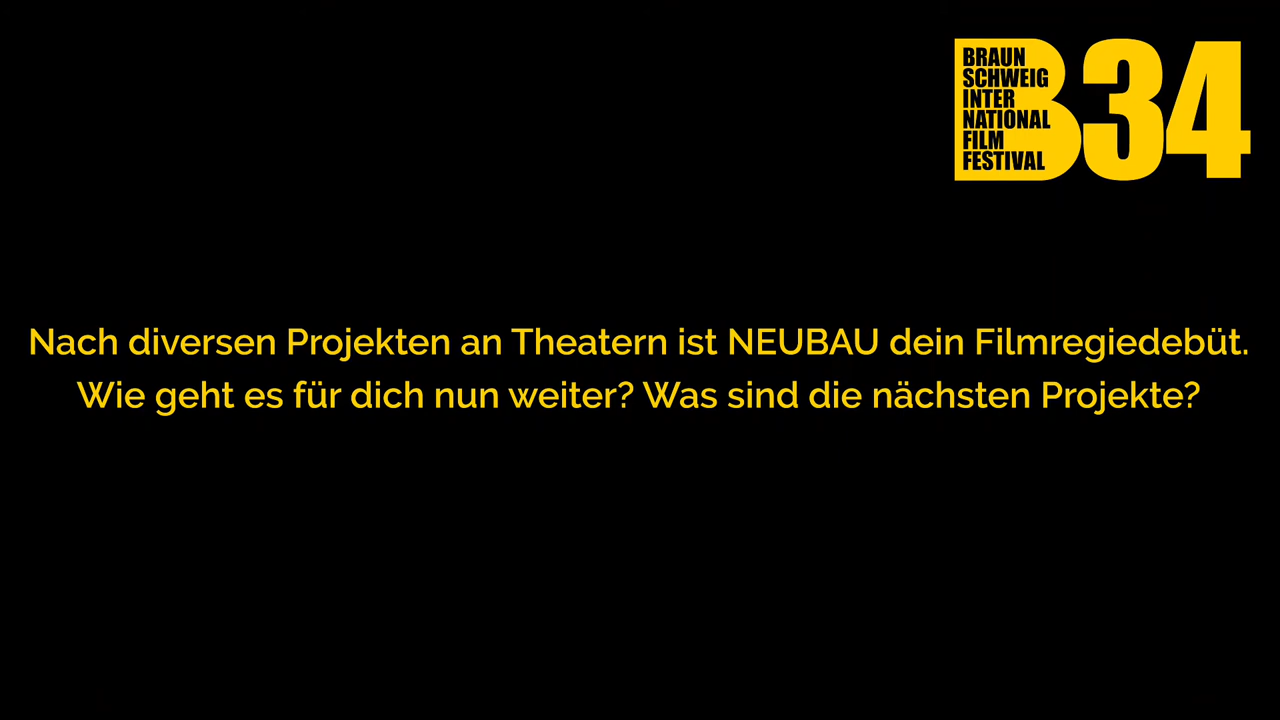 BRAUN
SCHWEIG
INTER
NATIONAL
FILM
FESTIVAL
B34
Nach diversen Projekten an Theatern ist NEUBAU dein Filmregiedebüt.
Wie geht es für dich nun weiter? Was sind die nächsten Projekte?